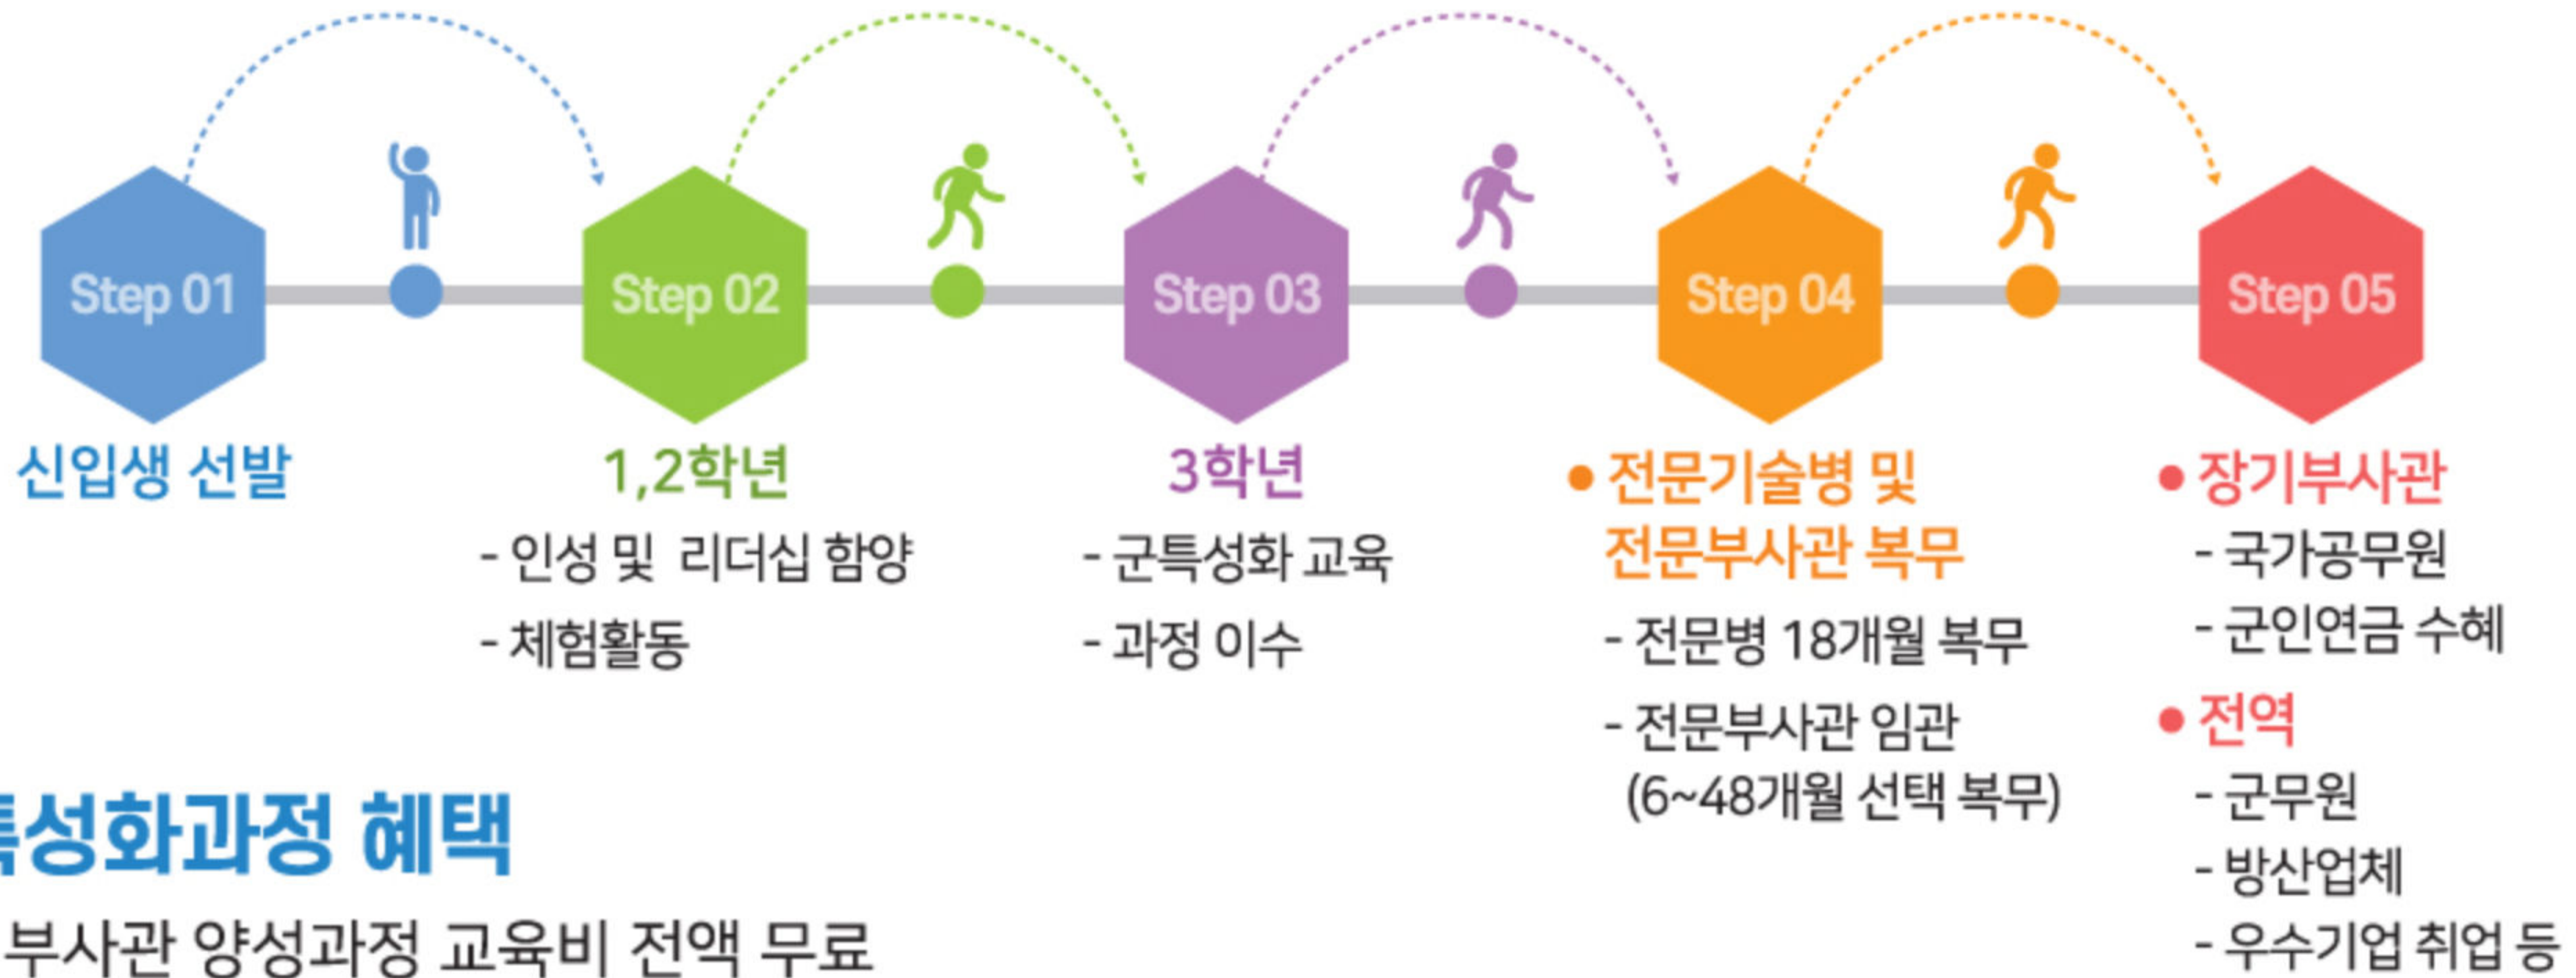 Step 01
신입생 선발
Step 02
1,2학년
- 인성 및 리더십 함양
- 체험활동
Step 03
3학년
- 군특성화 교육
- 과정 이수
Step 04
• 전문기술병 및
전문부사관 복무
- 전문병 18개월 복무
- 전문부사관 임관
(6~48개월 선택 복무)
Step 05
• 장기부사관
- 국가공무원
- 군인연금 수혜
• 전역
- 군무원
- 방산업체
- 우수기업 취업 등
특성화과정 혜택
부사관 양성과정 교육비 전액 무료